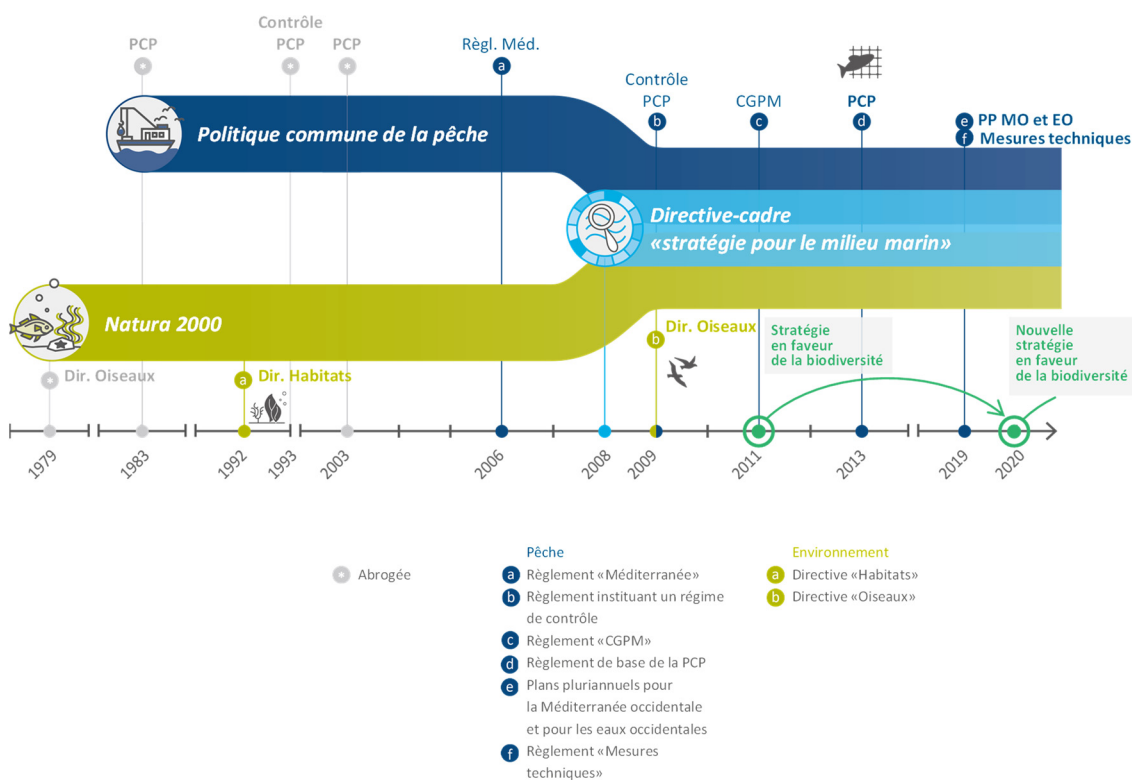 Contrôle
PCP
PCP
PCP
Règl. Méd.
a
Contrôle
PCP
b
CGPM
c
PCP
d
e PP MO et EO
f Mesures techniques
Politique commune de la pêche
Directive-cadre
«stratégie pour le milieu marin»
Natura 2000
Dir. Oiseaux
a Dir. Habitats
b Dir. Oiseaux
Stratégie
en faveur
de la biodiversité
Nouvelle
stratégie
en faveur
de la biodiversité
1979
1983
1992
1993
2003
2006
2008
2009
2011
2013
2019
2020
Abrogée
Pêche
a Règlement «Méditerranée»
b Règlement instituant un régime
de contrôle
c Règlement «CGPM»
d Règlement de base de la PCP
e Plans pluriannuels pour
la Méditerranée occidentale
et pour les eaux occidentales
f Règlement «Mesures
techniques»
Environnement
a Directive «Habitats»
b Directive «Oiseaux»